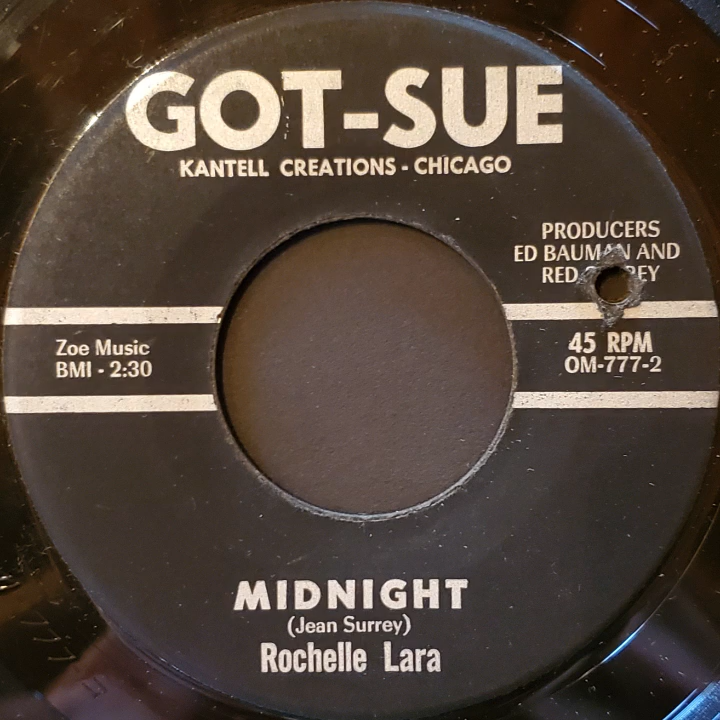 GOT-SUE
KANTELL CREATIONS - CHICAGO
PRODUCERS
ED BAUMAN AND
RED
Zoe Music
BMI - 2:30
45 RPM
OM-777-2
MIDNIGHT
(Jean Surrey)
Rochelle Lara